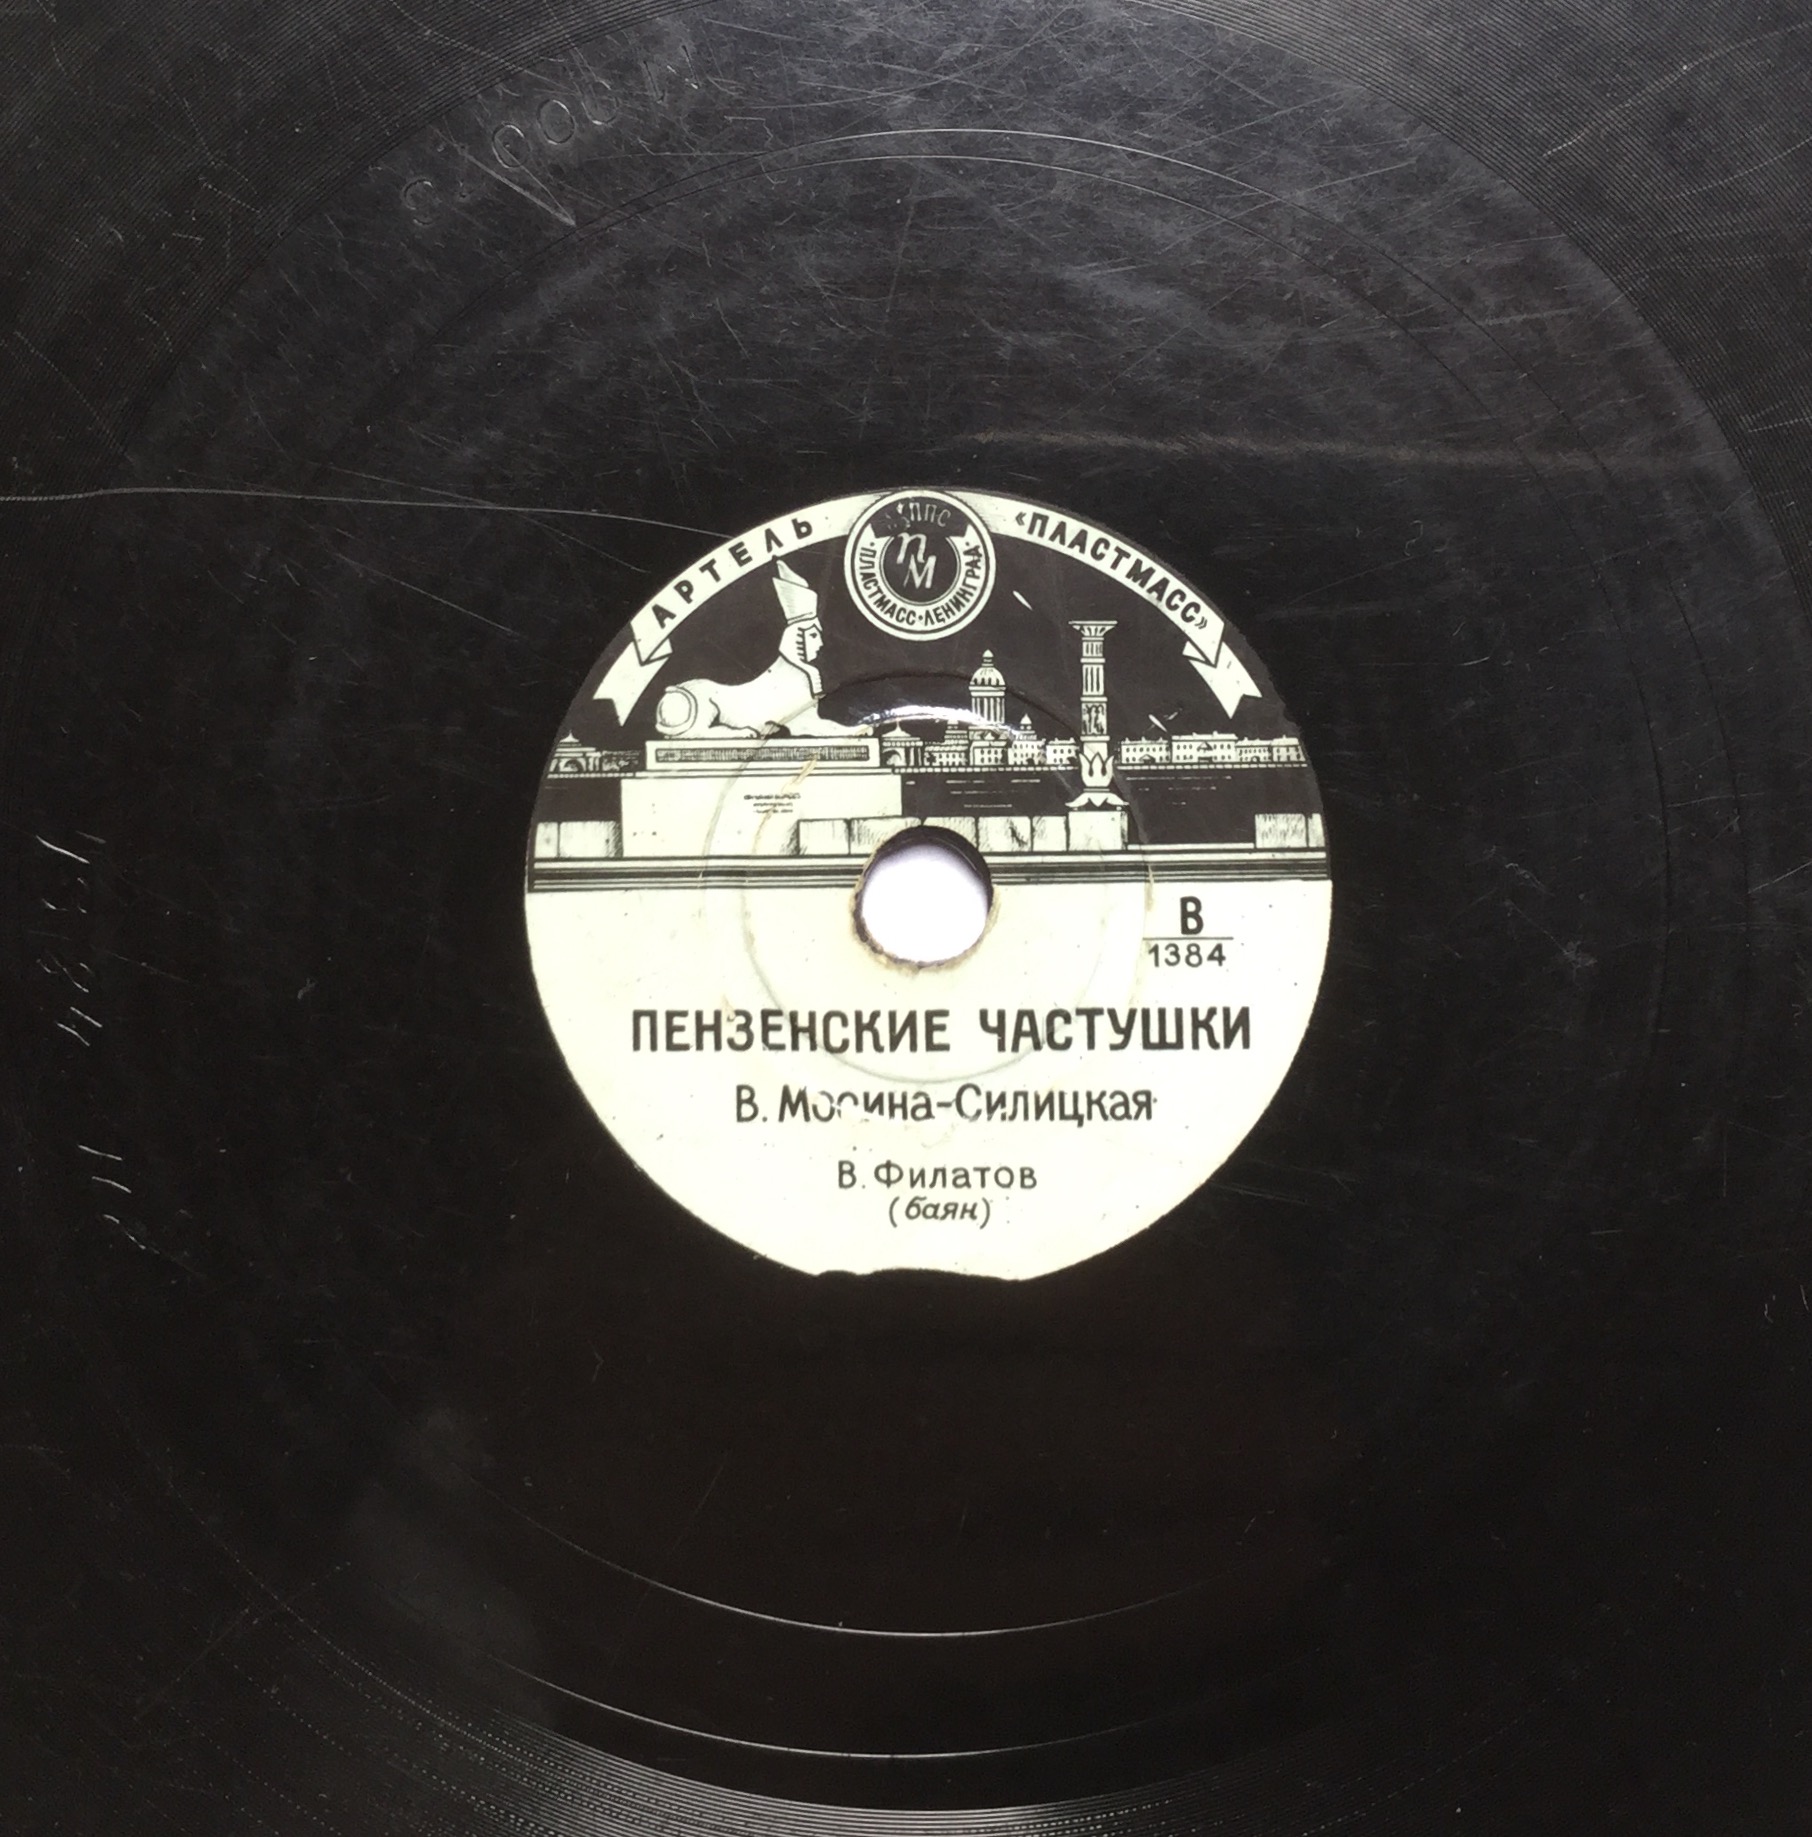 АРТЕЛЬ «ПЛАСТМАСС»
ПМ
ПЛАСТМАСС·ЛЕНИНГРАД
В
1384
ПЕНЗЕНСКИЕ ЧАСТУШКИ
В. Мосина-Силицкая
В. Филатов
(баян)